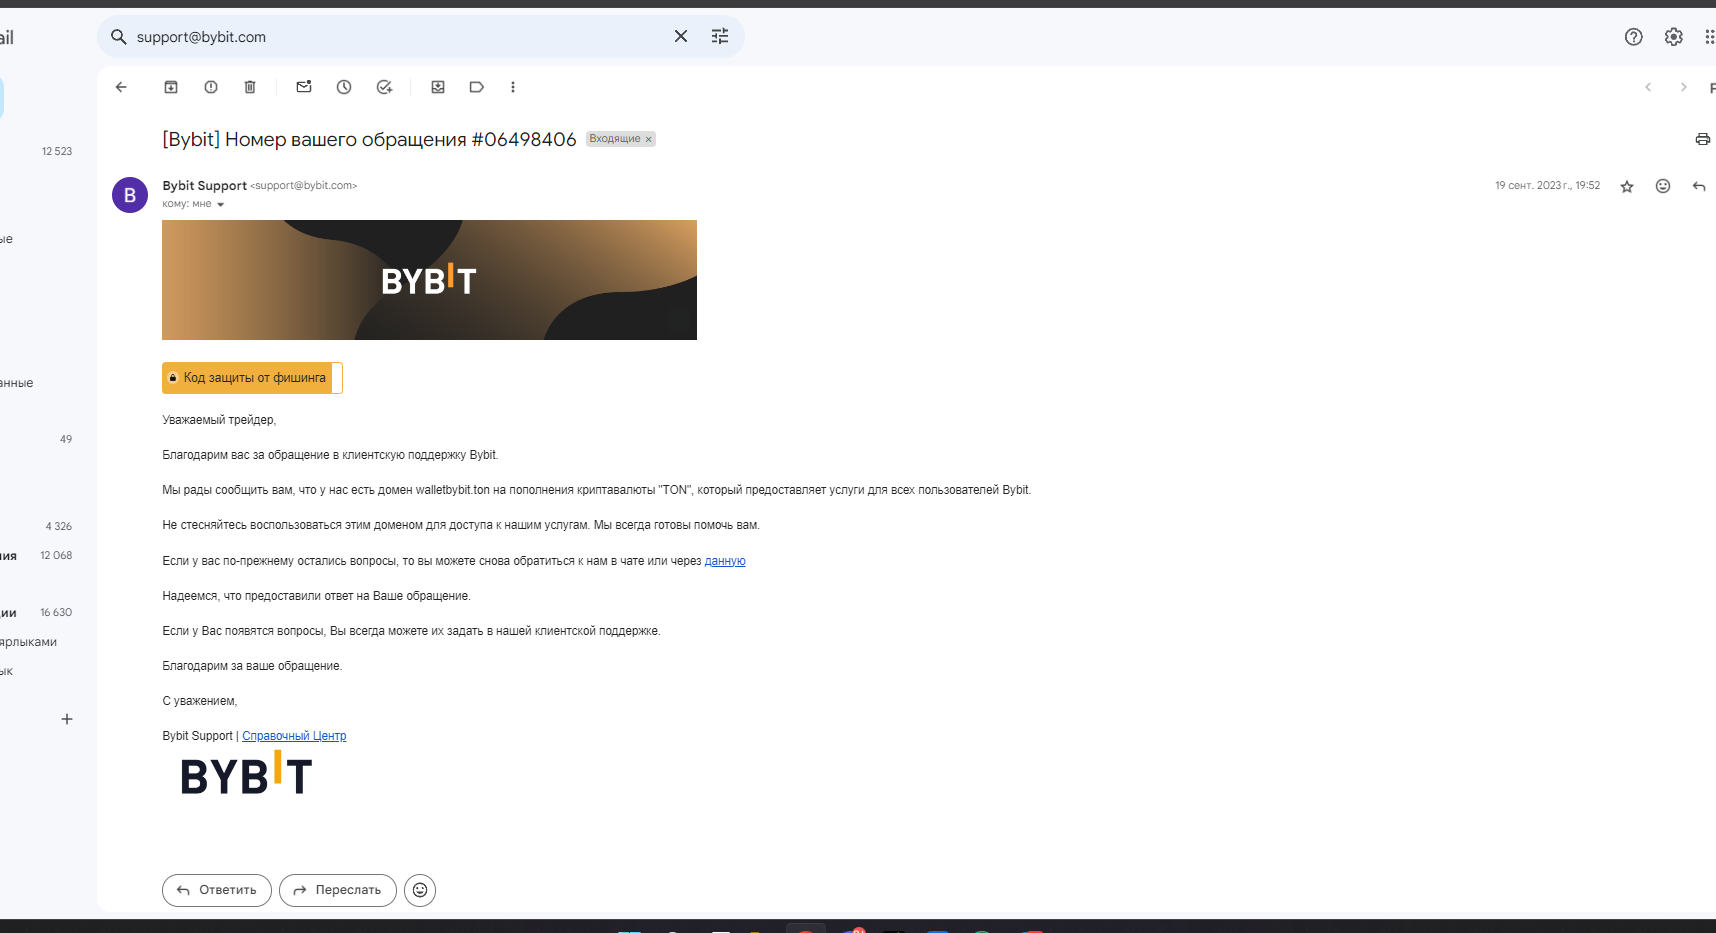 ail
support@bybit.com
12 523
ые
анные
49
4 326
ия 12 068
ции 16 630
ярлыками
ык
[Bybit] Номер вашего обращения #06498406 Входящие ×
B
Bybit Support <support@bybit.com>
19 сент. 2023 г., 19:52
кому: мне
BYBIT
Код защиты от фишинга
Уважаемый трейдер,
Благодарим вас за обращение в клиентскую поддержку Bybit.
Мы рады сообщить вам, что у нас есть домен walletbybit.ton на пополнения криптавалюты "TON", который предоставляет услуги для всех пользователей Bybit.
Не стесняйтесь воспользоваться этим доменом для доступа к нашим услугам. Мы всегда готовы помочь вам.
Если у вас по-прежнему остались вопросы, то вы можете снова обратиться к нам в чате или через данную
Надеемся, что предоставили ответ на Ваше обращение.
Если у Вас появятся вопросы, Вы всегда можете их задать в нашей клиентской поддержке.
Благодарим за ваше обращение.
С уважением,
Bybit Support | Справочный Центр
BYBIT
Ответить
Переслать